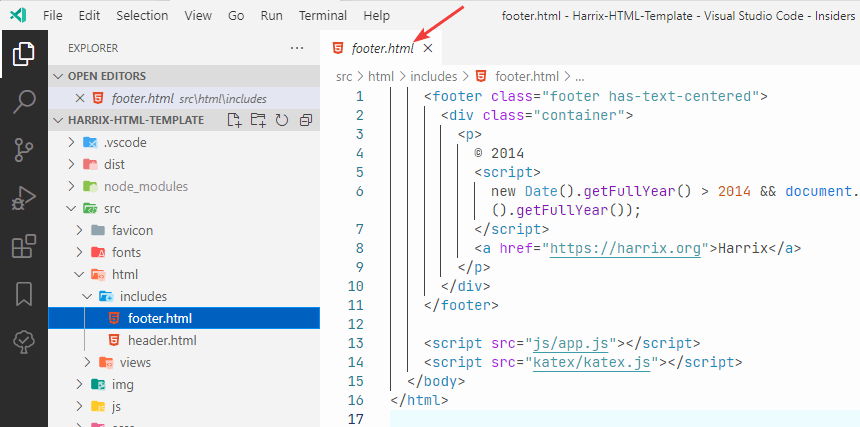 File Edit Selection View Go Run Terminal Help footer.html - Harrix-HTML-Template - Visual Studio Code - Insiders
EXPLORER
OPEN EDITORS
footer.html src\html\includes
HARRIX-HTML-TEMPLATE
.vscode
dist
node_modules
src
favicon
fonts
html
includes
footer.html
header.html
views
img
js
footer.html
src > html > includes > footer.html > ...
1 <footer class="footer has-text-centered">
2 <div class="container">
3 <p>
4 © 2014
5 <script>
6 new Date().getFullYear() > 2014 && document.
().getFullYear());
7 </script>
8 <a href="https://harrix.org">Harrix</a>
9 </p>
10 </div>
11 </footer>
12
13 <script src="js/app.js"></script>
14 <script src="katex/katex.js"></script>
15 </body>
16 </html>
17